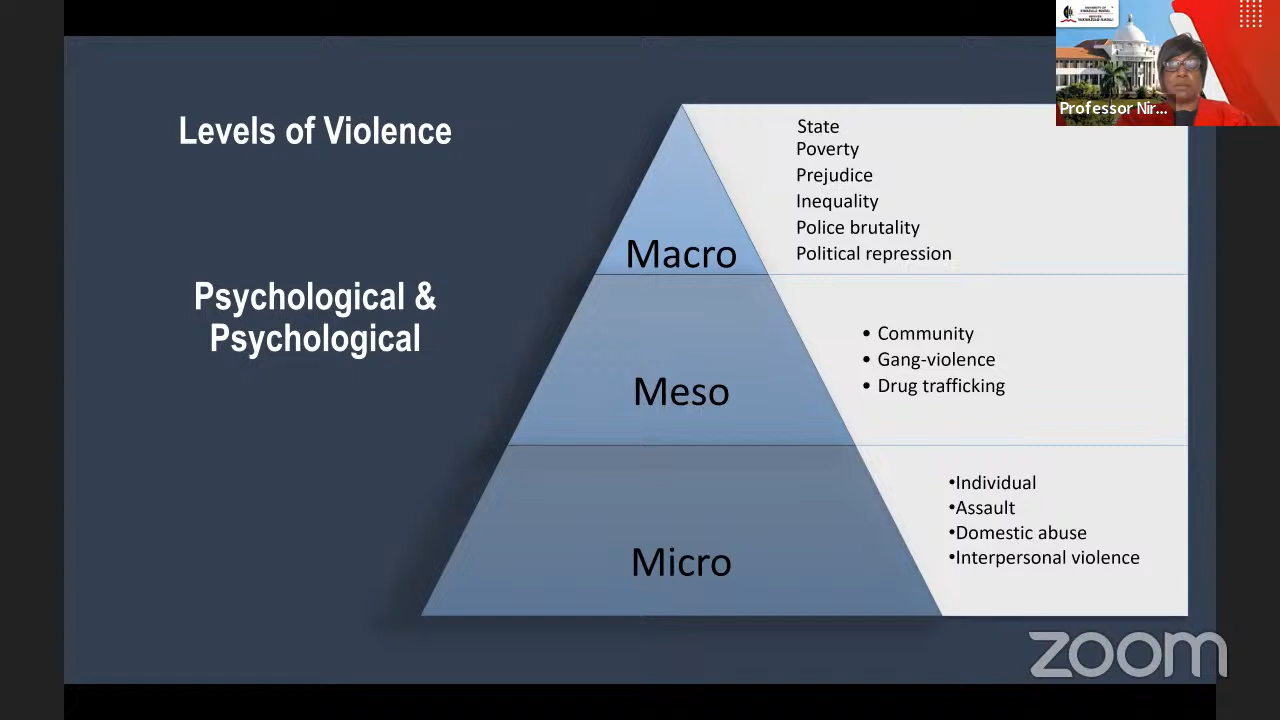 Levels of Violence
Psychological &
Psychological
Macro
State
Poverty
Prejudice
Inequality
Police brutality
Political repression
Meso
• Community
• Gang-violence
• Drug trafficking
Micro
•Individual
•Assault
•Domestic abuse
•Interpersonal violence
Professor Nir...
zoom